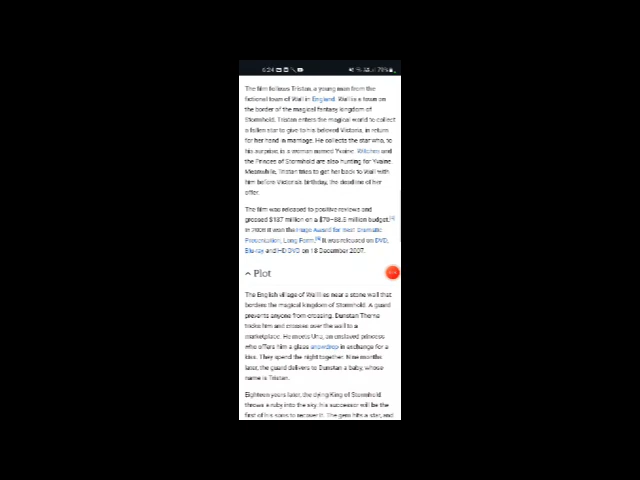 6:24 79%
The film follows Tristan, a young man from the
fictional town of Wall in England. Wall is a town on
the border of the magical fantasy kingdom of
Stormhold. Tristan enters the magical world to collect
a fallen star to give to his beloved Victoria, in return
for her hand in marriage. He collects the star who, to
his surprise, is a woman named Yvaine. Witches and
the Princes of Stormhold are also hunting for Yvaine.
Meanwhile, Tristan tries to get her back to Wall with
him before Victoria's birthday, the deadline of her
offer.
The film was released to positive reviews and
grossed $137 million on a $70–88.5 million budget.
In 2008 it won the Hugo Award for Best Dramatic
Presentation, Long Form. It was released on DVD,
Blu-ray and HD DVD on 18 December 2007.
Plot
The English village of Wall lies near a stone wall that
borders the magical kingdom of Stormhold. A guard
prevents anyone from crossing. Dunstan Thorne
tricks him and crosses over the wall to a
marketplace. He meets Una, an enslaved princess
who offers him a glass snowdrop in exchange for a
kiss. They spend the night together. Nine months
later, the guard delivers to Dunstan a baby, whose
name is Tristan.
Eighteen years later, the dying King of Stormhold
throws a ruby into the sky. His successor will be the
first of his sons to recover it. The gem hits a star, and